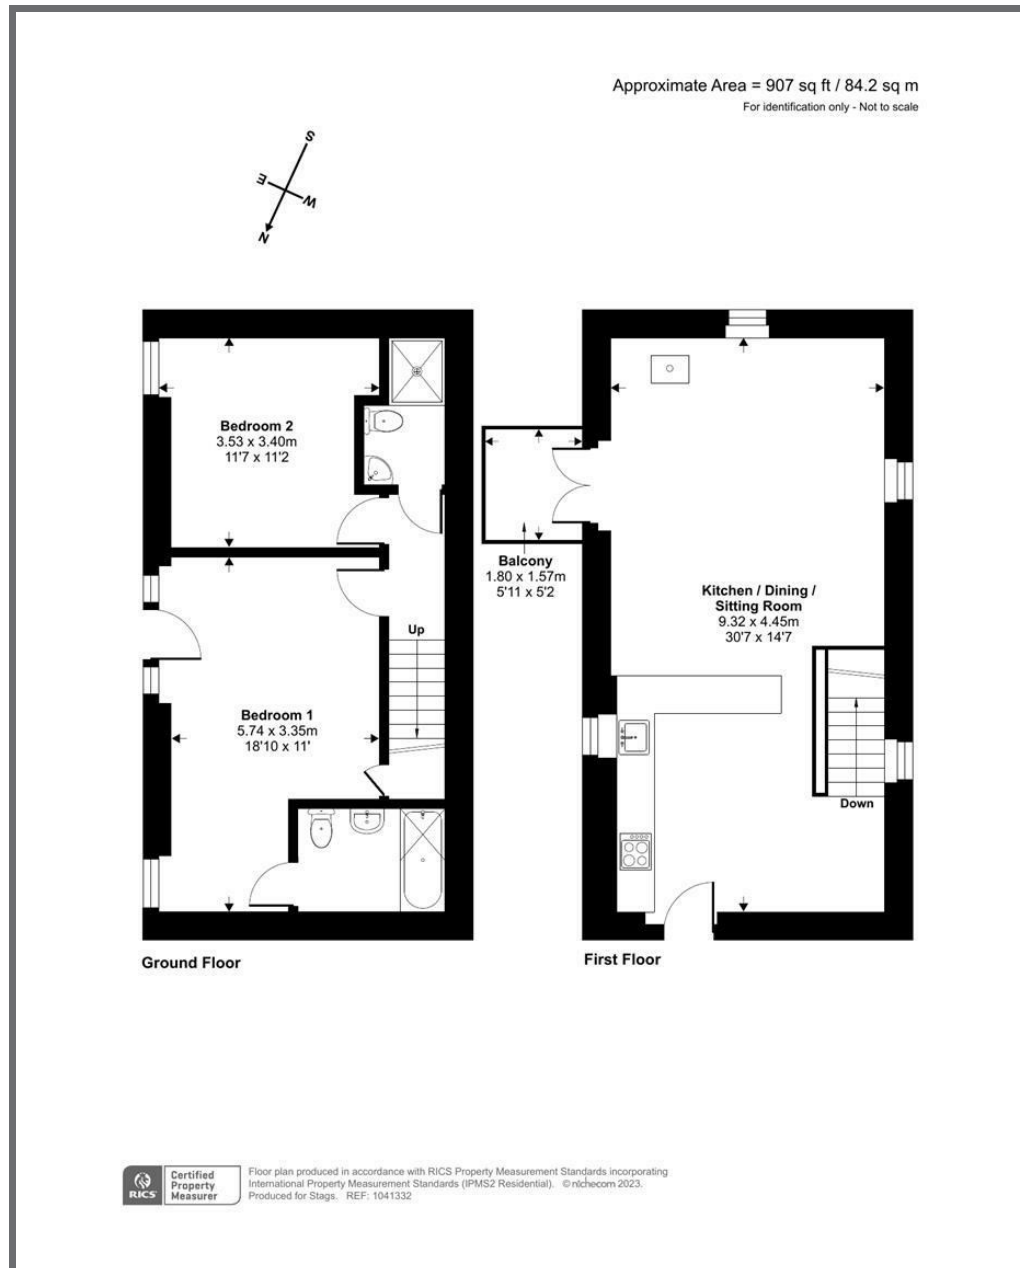 Approximate Area = 907 sq ft / 84.2 sq m
For identification only - Not to scale
S
E
W
N
Bedroom 2
3.53 x 3.40m
11'7 x 11'2
Up
Bedroom 1
5.74 x 3.35m
18'10 x 11'
Ground Floor
Balcony
1.80 x 1.57m
5'11 x 5'2
Kitchen / Dining /
Sitting Room
9.32 x 4.45m
30'7 x 14'7
Down
First Floor
RICS
Certified
Property
Measurer
Floor plan produced in accordance with RICS Property Measurement Standards incorporating
International Property Measurement Standards (IPMS2 Residential). © nichecom 2023.
Produced for Stags. REF: 1041332